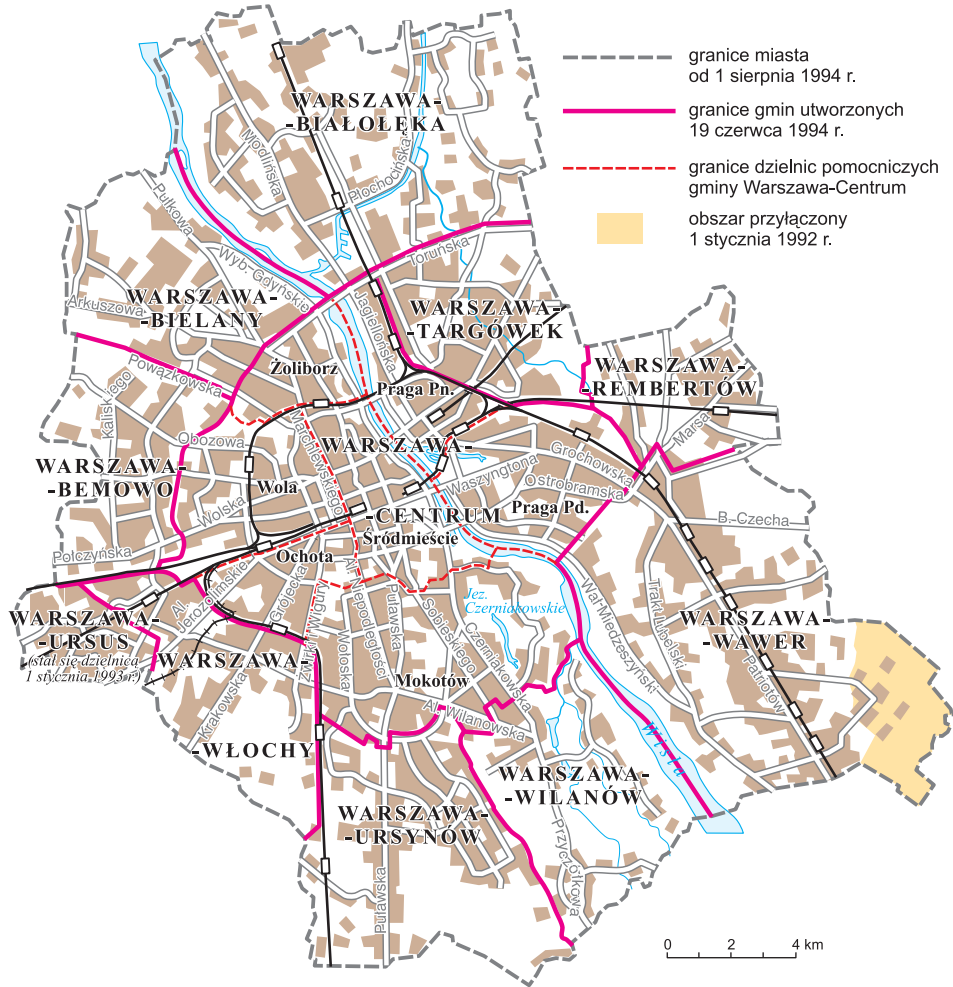 granice miasta
od 1 sierpnia 1994 r.
granice gmin utworzonych
19 czerwca 1994 r.
granice dzielnic pomocniczych
gminy Warszawa-Centrum
obszar przyłączony
1 stycznia 1992 r.
WARSZAWA-
-BIAŁOŁĘKA
Modlińska
Płochocińska
Pułkowa
Wyb. Gdyńskie
Toruńska
Jagiellońska
WARSZAWA-
-BIELANY
Arkuszowa
WARSZAWA-
-TARGÓWEK
Żoliborz
Praga Pn.
Powązkowska
WARSZAWA-
-REMBERTÓW
Kaliskiego
Marsa
Obozowa
Marchlewskiego
WARSZAWA-
-CENTRUM
Grochowska
Waszyngtona
Ostrobramska
WARSZAWA-
-BEMOWO
Wola
Wolska
Praga Pd.
B. Czecha
Śródmieście
Połczyńska
Ochota
Al. Jerozolimskie
Grójecka
Żwirki i Wigury
Al. Niepodległości
Wołoska
Puławska
Sobieskiego
Czerniakowska
Jez.
Czerniakowskie
Wał Miedzeszyński
Trakt Lubelski
Patriotów
WARSZAWA-
-WAWER
WARSZAWA-
-URSUS
(stał się dzielnicą
1 stycznia 1993 r.)
WARSZAWA-
-WŁOCHY
Krakowska
Mokotów
Al. Wilanowska
Wisła
WARSZAWA-
-WILANÓW
WARSZAWA-
-URSYNÓW
Puławska
Przyczółkowa
0 2 4 km